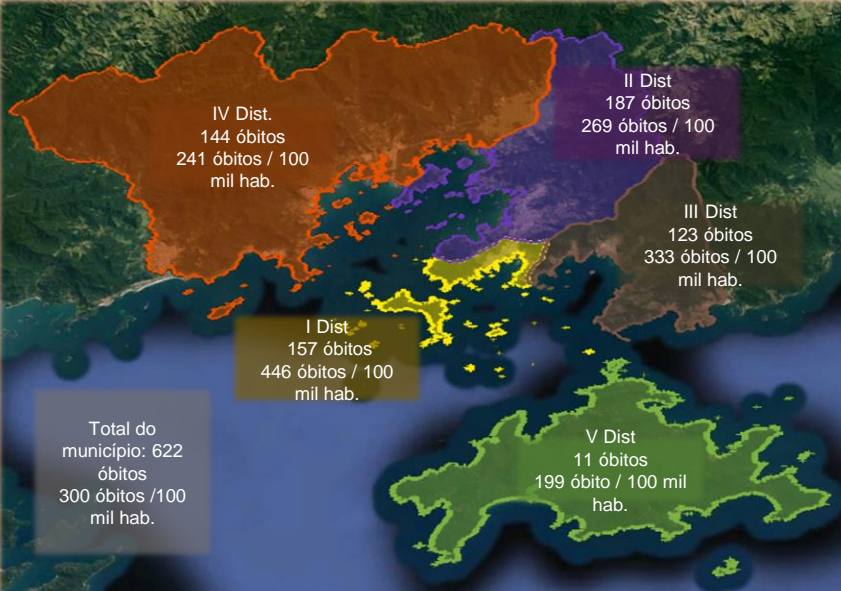 IV Dist.
144 óbitos
241 óbitos / 100
mil hab.
II Dist
187 óbitos
269 óbitos / 100
mil hab.
III Dist
123 óbitos
333 óbitos / 100
mil hab.
I Dist
157 óbitos
446 óbitos / 100
mil hab.
Total do
município: 622
óbitos
300 óbitos /100
mil hab.
V Dist
11 óbitos
199 óbito / 100 mil
hab.